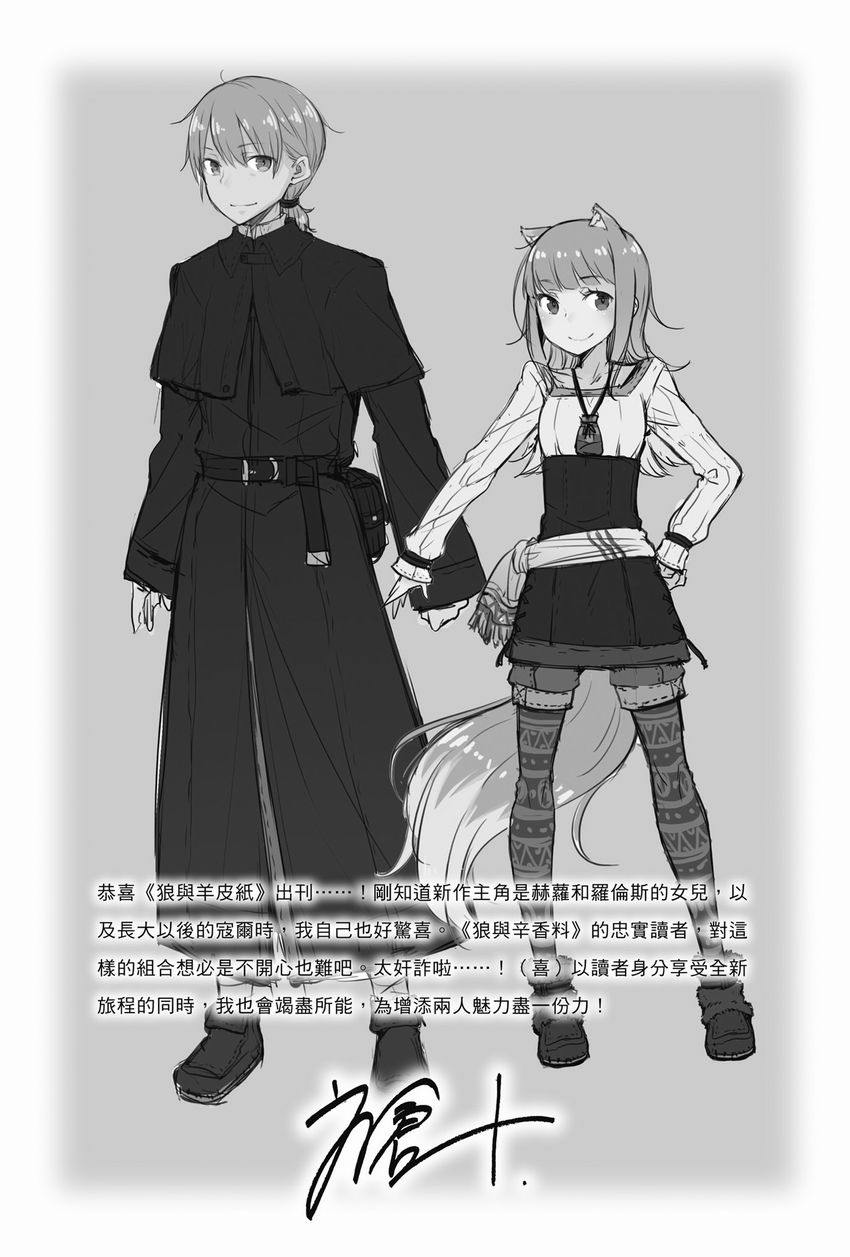 恭喜《狼與羊皮紙》出刊……！剛知道新作主角是赫蘿和羅倫斯的女兒，以
及長大以後的寇爾時，我自己也好驚喜。《狼與辛香料》的忠實讀者，對這
樣的組合想必是不開心也難吧。太奸詐啦……！（喜）以讀者身分享受全新
旅程的同時，我也會竭盡所能，為增添兩人魅力盡一份力！